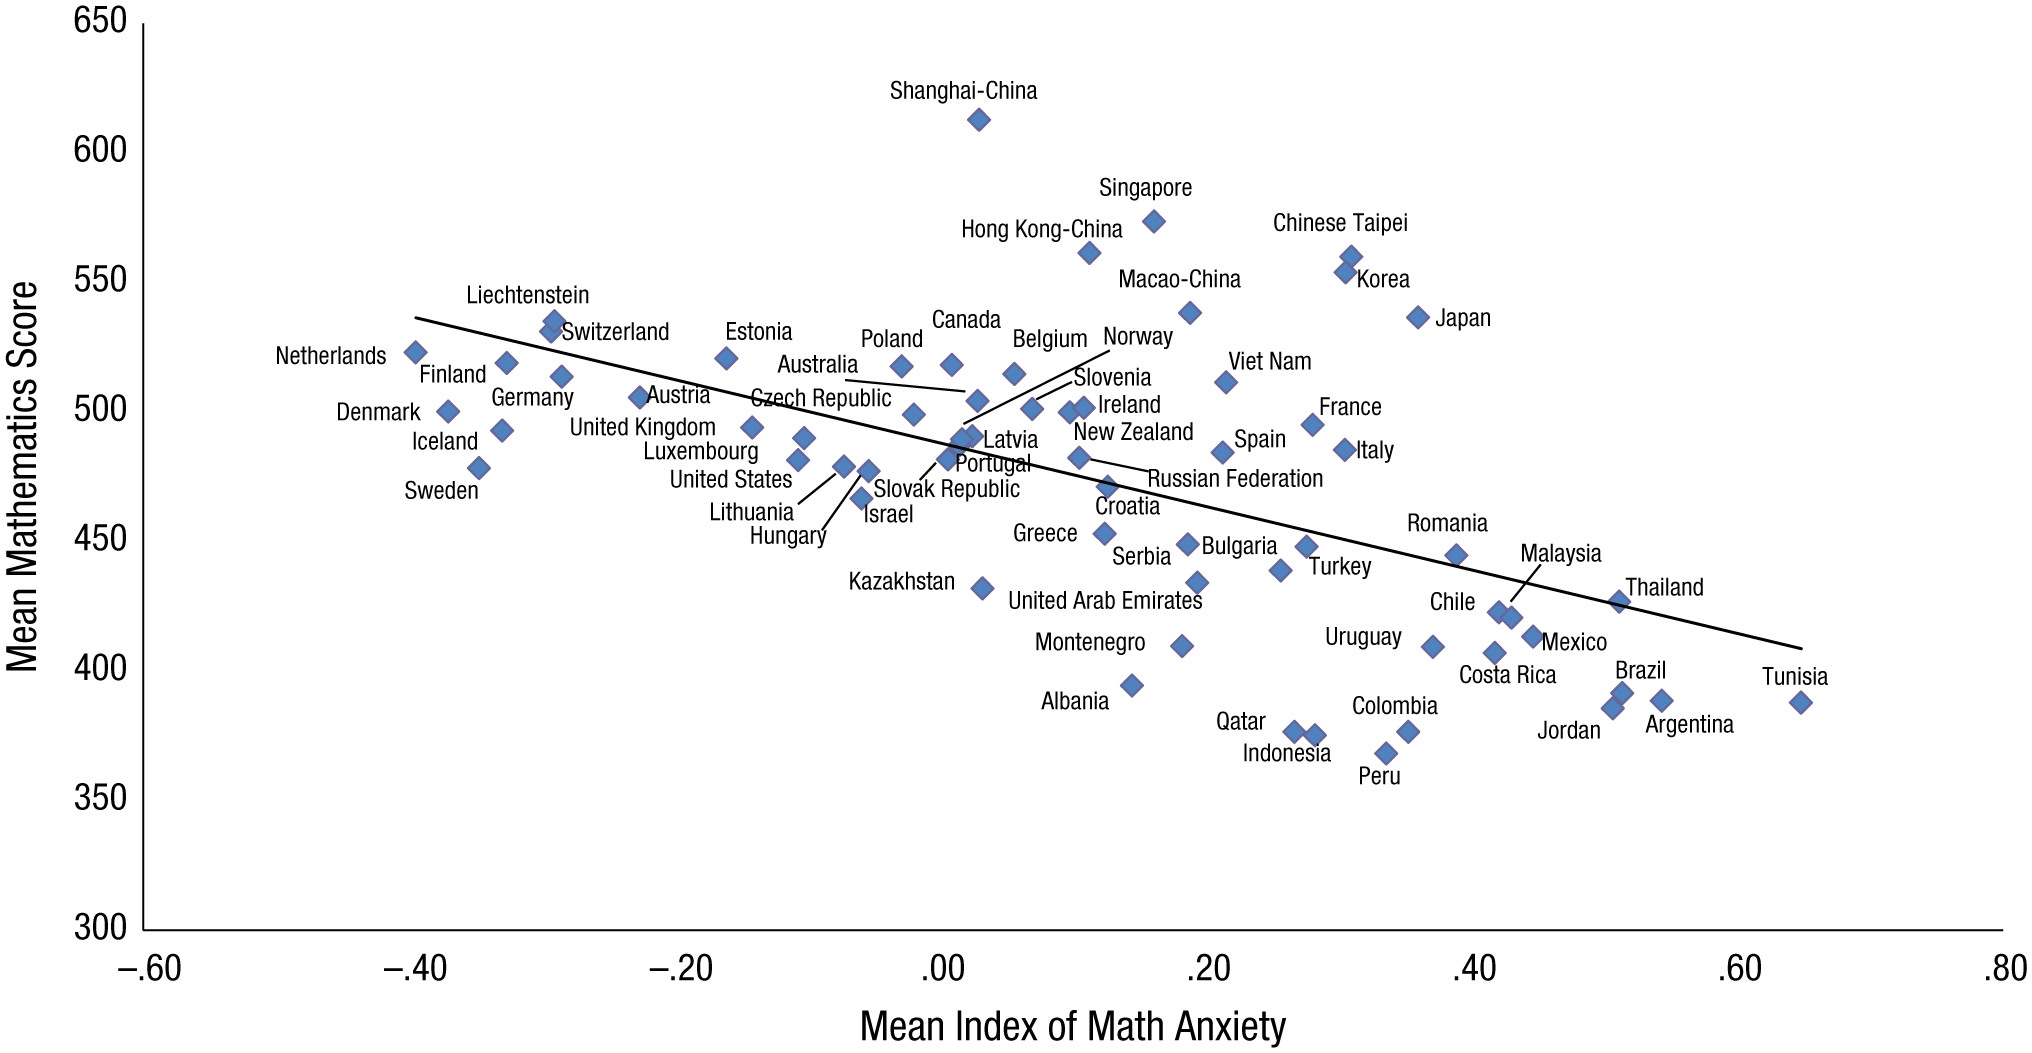 650
Shanghai-China
600
Singapore
Hong Kong-China
Chinese Taipei
550
Macao-China
Korea
Liechtenstein
Canada
Japan
Switzerland
Estonia
Poland
Belgium
Norway
Netherlands
Australia
Viet Nam
Finland
Slovenia
Germany
Austria
Czech Republic
500
Denmark
Ireland
France
United Kingdom
New Zealand
Iceland
Latvia
Spain
Luxembourg
Portugal
Italy
United States
Russian Federation
Sweden
Slovak Republic
Lithuania
Israel
Croatia
Romania
450
Hungary
Greece
Serbia
Bulgaria
Malaysia
Turkey
Kazakhstan
Thailand
United Arab Emirates
Chile
Montenegro
Uruguay
Mexico
400
Costa Rica
Brazil
Tunisia
Albania
Colombia
Qatar
Jordan
Argentina
Indonesia
Peru
350
300
–.60
–.40
–.20
.00
.20
.40
.60
.80
Mean Index of Math Anxiety
Mean Mathematics Score